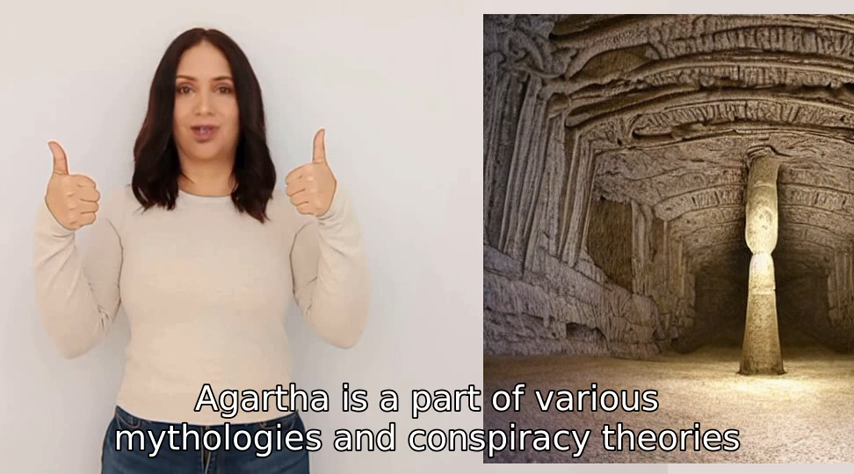 Agartha is a part of various
mythologies and conspiracy theories